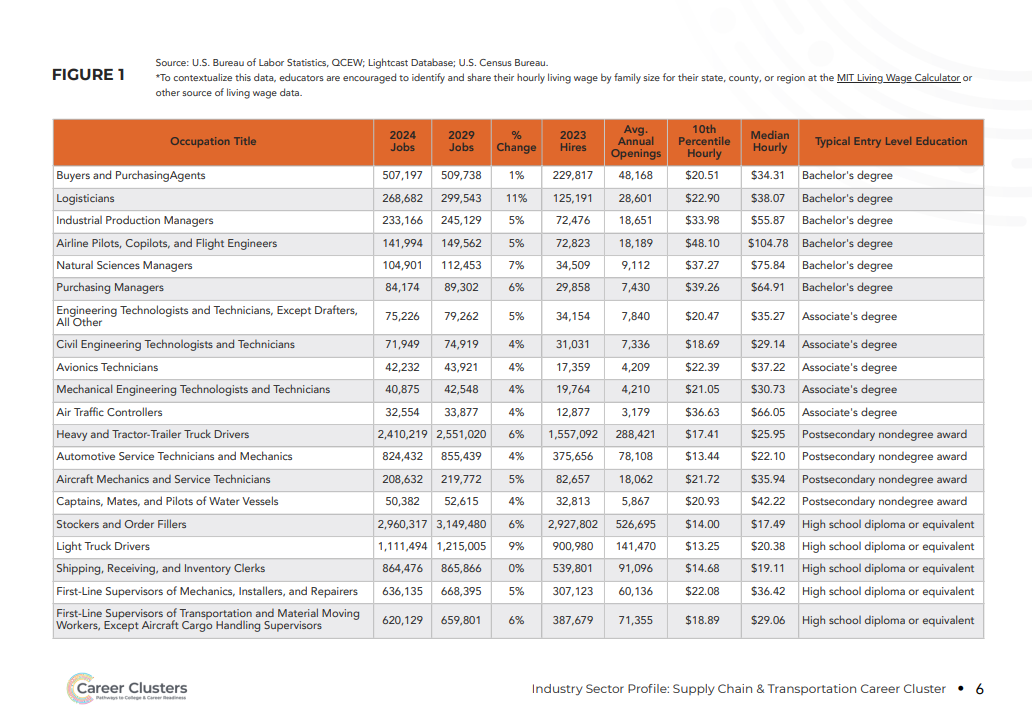 FIGURE 1
Source: U.S. Bureau of Labor Statistics, QCEW; Lightcast Database; U.S. Census Bureau.
*To contextualize this data, educators are encouraged to identify and share their hourly living wage by family size for their state, county, or region at the MIT Living Wage Calculator or
other source of living wage data.
Occupation Title 2024 Jobs 2029 Jobs % Change 2023 Hires Avg. Annual Openings 10th Percentile Hourly Median Hourly Typical Entry Level Education
Buyers and PurchasingAgents 507,197 509,738 1% 229,817 48,168 $20.51 $34.31 Bachelor's degree
Logisticians 268,682 299,543 11% 125,191 28,601 $22.90 $38.07 Bachelor's degree
Industrial Production Managers 233,166 245,129 5% 72,476 18,651 $33.98 $55.87 Bachelor's degree
Airline Pilots, Copilots, and Flight Engineers 141,994 149,562 5% 72,823 18,189 $48.10 $104.78 Bachelor's degree
Natural Sciences Managers 104,901 112,453 7% 34,509 9,112 $37.27 $75.84 Bachelor's degree
Purchasing Managers 84,174 89,302 6% 29,858 7,430 $39.26 $64.91 Bachelor's degree
Engineering Technologists and Technicians, Except Drafters,
All Other 75,226 79,262 5% 34,154 7,840 $20.47 $35.27 Associate's degree
Civil Engineering Technologists and Technicians 71,949 74,919 4% 31,031 7,336 $18.69 $29.14 Associate's degree
Avionics Technicians 42,232 43,921 4% 17,359 4,209 $22.39 $37.22 Associate's degree
Mechanical Engineering Technologists and Technicians 40,875 42,548 4% 19,764 4,210 $21.05 $30.73 Associate's degree
Air Traffic Controllers 32,554 33,877 4% 12,877 3,179 $36.63 $66.05 Associate's degree
Heavy and Tractor-Trailer Truck Drivers 2,410,219 2,551,020 6% 1,557,092 288,421 $17.41 $25.95 Postsecondary nondegree award
Automotive Service Technicians and Mechanics 824,432 855,439 4% 375,656 78,108 $13.44 $22.10 Postsecondary nondegree award
Aircraft Mechanics and Service Technicians 208,632 219,772 5% 82,657 18,062 $21.72 $35.94 Postsecondary nondegree award
Captains, Mates, and Pilots of Water Vessels 50,382 52,615 4% 32,813 5,867 $20.93 $42.22 Postsecondary nondegree award
Stockers and Order Fillers 2,960,317 3,149,480 6% 2,927,802 526,695 $14.00 $17.49 High school diploma or equivalent
Light Truck Drivers 1,111,494 1,215,005 9% 900,980 141,470 $13.25 $20.38 High school diploma or equivalent
Shipping, Receiving, and Inventory Clerks 864,476 865,866 0% 539,801 91,096 $14.68 $19.11 High school diploma or equivalent
First-Line Supervisors of Mechanics, Installers, and Repairers 636,135 668,395 5% 307,123 60,136 $22.08 $36.42 High school diploma or equivalent
First-Line Supervisors of Transportation and Material Moving
Workers, Except Aircraft Cargo Handling Supervisors 620,129 659,801 6% 387,679 71,355 $18.89 $29.06 High school diploma or equivalent
Career Clusters
Pathways to College & Career Readiness
Industry Sector Profile: Supply Chain & Transportation Career Cluster • 6